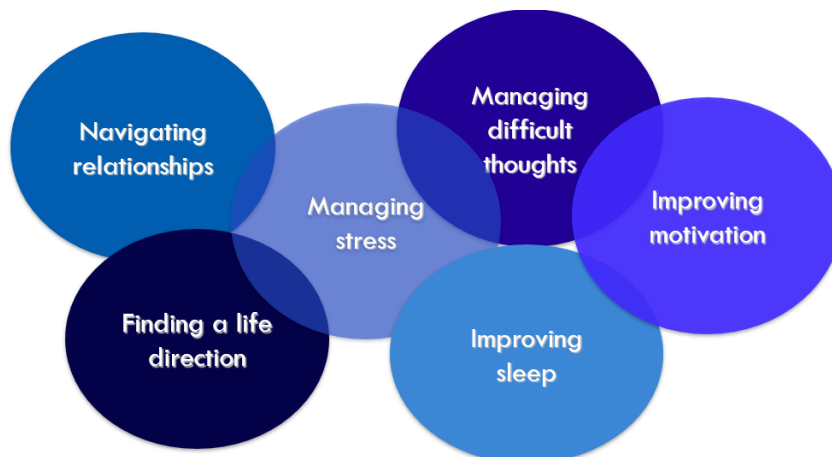 Navigating
relationships
Managing
difficult
thoughts
Managing
stress
Improving
motivation
Finding a life
direction
Improving
sleep